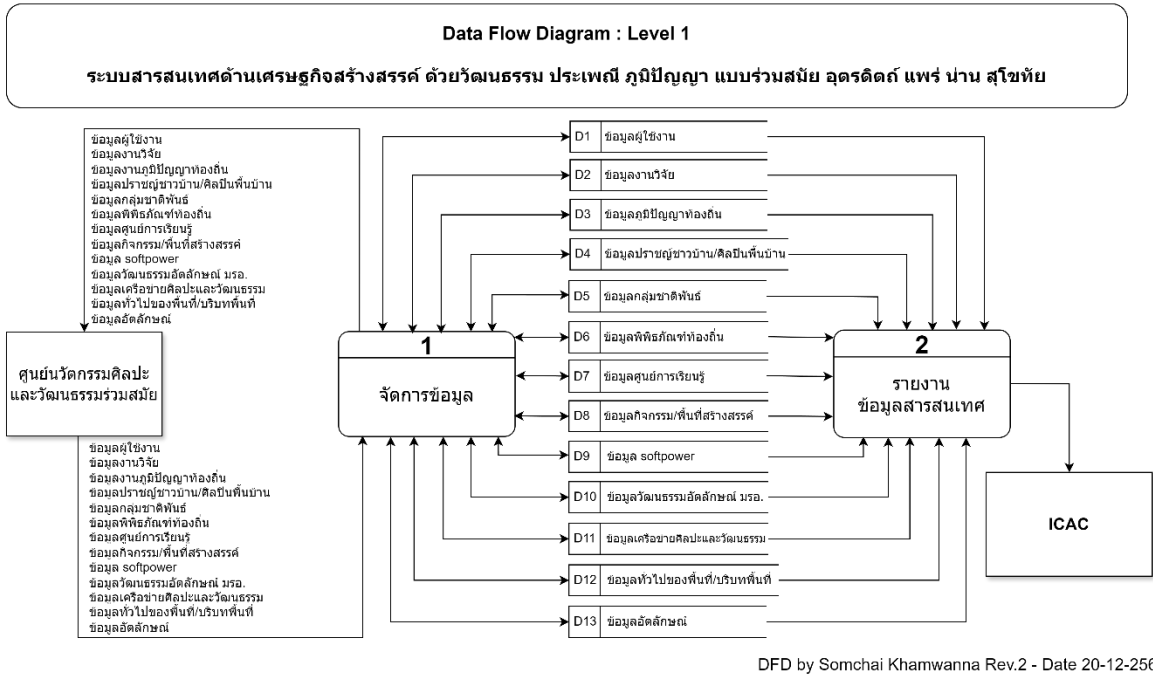 Data Flow Diagram : Level 1
ระบบสารสนเทศด้านเศรษฐกิจสร้างสรรค์ ด้วยวัฒนธรรม ประเพณี ภูมิปัญญา แบบร่วมสมัย อุตรดิตถ์ แพร่ น่าน สุโขทัย
ข้อมูลผู้ใช้งาน
ข้อมูลงานวิจัย
ข้อมูลงานภูมิปัญญาท้องถิ่น
ข้อมูลปราชญ์ชาวบ้าน/ศิลปินพื้นบ้าน
ข้อมูลกลุ่มชาติพันธ์
ข้อมูลพิพิธภัณฑ์ท้องถิ่น
ข้อมูลศูนย์การเรียนรู้
ข้อมูลกิจกรรม/พื้นที่สร้างสรรค์
ข้อมูล softpower
ข้อมูลวัฒนธรรมอัตลักษณ์ มรอ.
ข้อมูลเครือข่ายศิลปะและวัฒนธรรม
ข้อมูลทั่วไปของพื้นที่/บริบทพื้นที่
ข้อมูลอัตลักษณ์
ศูนย์นวัตกรรมศิลปะ
และวัฒนธรรมร่วมสมัย
ข้อมูลผู้ใช้งาน
ข้อมูลงานวิจัย
ข้อมูลงานภูมิปัญญาท้องถิ่น
ข้อมูลปราชญ์ชาวบ้าน/ศิลปินพื้นบ้าน
ข้อมูลกลุ่มชาติพันธ์
ข้อมูลพิพิธภัณฑ์ท้องถิ่น
ข้อมูลศูนย์การเรียนรู้
ข้อมูลกิจกรรม/พื้นที่สร้างสรรค์
ข้อมูล softpower
ข้อมูลวัฒนธรรมอัตลักษณ์ มรอ.
ข้อมูลเครือข่ายศิลปะและวัฒนธรรม
ข้อมูลทั่วไปของพื้นที่/บริบทพื้นที่
ข้อมูลอัตลักษณ์
1
จัดการข้อมูล
D1 ข้อมูลผู้ใช้งาน
D2 ข้อมูลงานวิจัย
D3 ข้อมูลภูมิปัญญาท้องถิ่น
D4 ข้อมูลปราชญ์ชาวบ้าน/ศิลปินพื้นบ้าน
D5 ข้อมูลกลุ่มชาติพันธ์
D6 ข้อมูลพิพิธภัณฑ์ท้องถิ่น
D7 ข้อมูลศูนย์การเรียนรู้
D8 ข้อมูลกิจกรรม/พื้นที่สร้างสรรค์
D9 ข้อมูล softpower
D10 ข้อมูลวัฒนธรรมอัตลักษณ์ มรอ.
D11 ข้อมูลเครือข่ายศิลปะและวัฒนธรรม
D12 ข้อมูลทั่วไปของพื้นที่/บริบทพื้นที่
D13 ข้อมูลอัตลักษณ์
2
รายงาน
ข้อมูลสารสนเทศ
ICAC
DFD by Somchai Khamwanna Rev.2 - Date 20-12-256